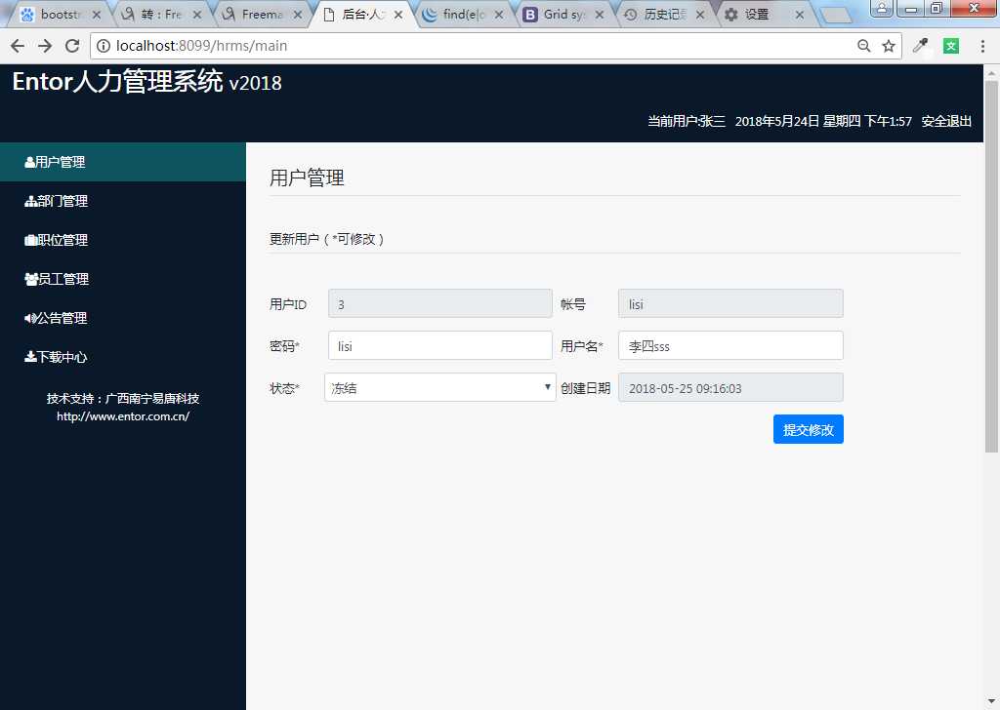 bootstr
转：Fre
Freema
后台·人力
find(e|o
Grid sys
历史记录
设置
localhost:8099/hrms/main
文
Entor人力管理系统 v2018
当前用户:张三 2018年5月24日 星期四 下午1:57 安全退出
用户管理
部门管理
职位管理
员工管理
公告管理
下载中心
技术支持：广西南宁易唐科技
http://www.entor.com.cn/
用户管理
更新用户（*可修改）
用户ID 3 帐号 lisi
密码* lisi 用户名* 李四sss
状态* 冻结 创建日期 2018-05-25 09:16:03
提交修改